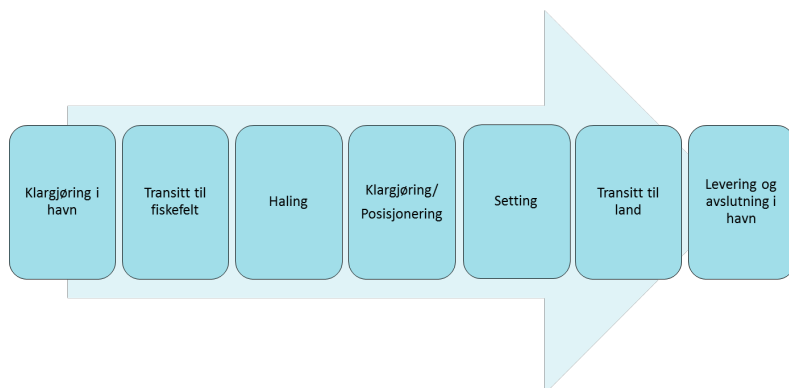 Klargjøring i
havn
Transitt til
fiskefelt
Haling
Klargjøring/
Posisjonering
Setting
Transitt til
land
Levering og
avslutning i
havn